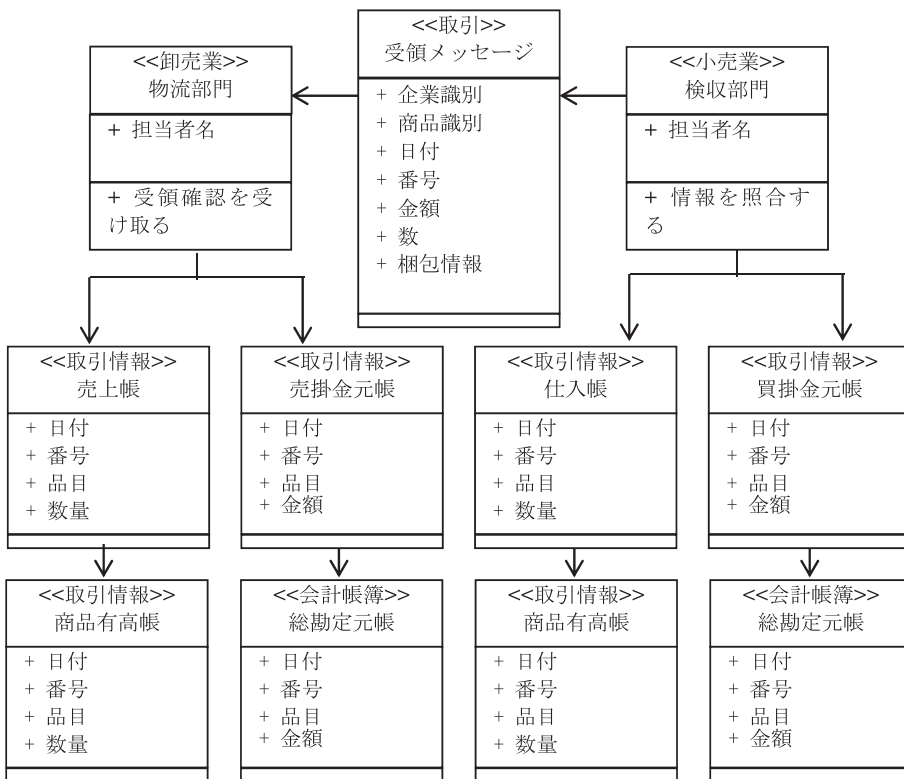 <<取引>>
受領メッセージ
+ 企業識別
+ 商品識別
+ 日付
+ 番号
+ 金額
+ 数
+ 梱包情報
<<卸売業>>
物流部門
+ 担当者名
+ 受領確認を受
け取る
<<小売業>>
検収部門
+ 担当者名
+ 情報を照合す
る
<<取引情報>>
売上帳
+ 日付
+ 番号
+ 品目
+ 数量
<<取引情報>>
売掛金元帳
+ 日付
+ 番号
+ 品目
+ 金額
<<取引情報>>
仕入帳
+ 日付
+ 番号
+ 品目
+ 数量
<<取引情報>>
買掛金元帳
+ 日付
+ 番号
+ 品目
+ 金額
<<取引情報>>
商品有高帳
+ 日付
+ 番号
+ 品目
+ 数量
<<会計帳簿>>
総勘定元帳
+ 日付
+ 番号
+ 品目
+ 金額
<<取引情報>>
商品有高帳
+ 日付
+ 番号
+ 品目
+ 数量
<<会計帳簿>>
総勘定元帳
+ 日付
+ 番号
+ 品目
+ 金額